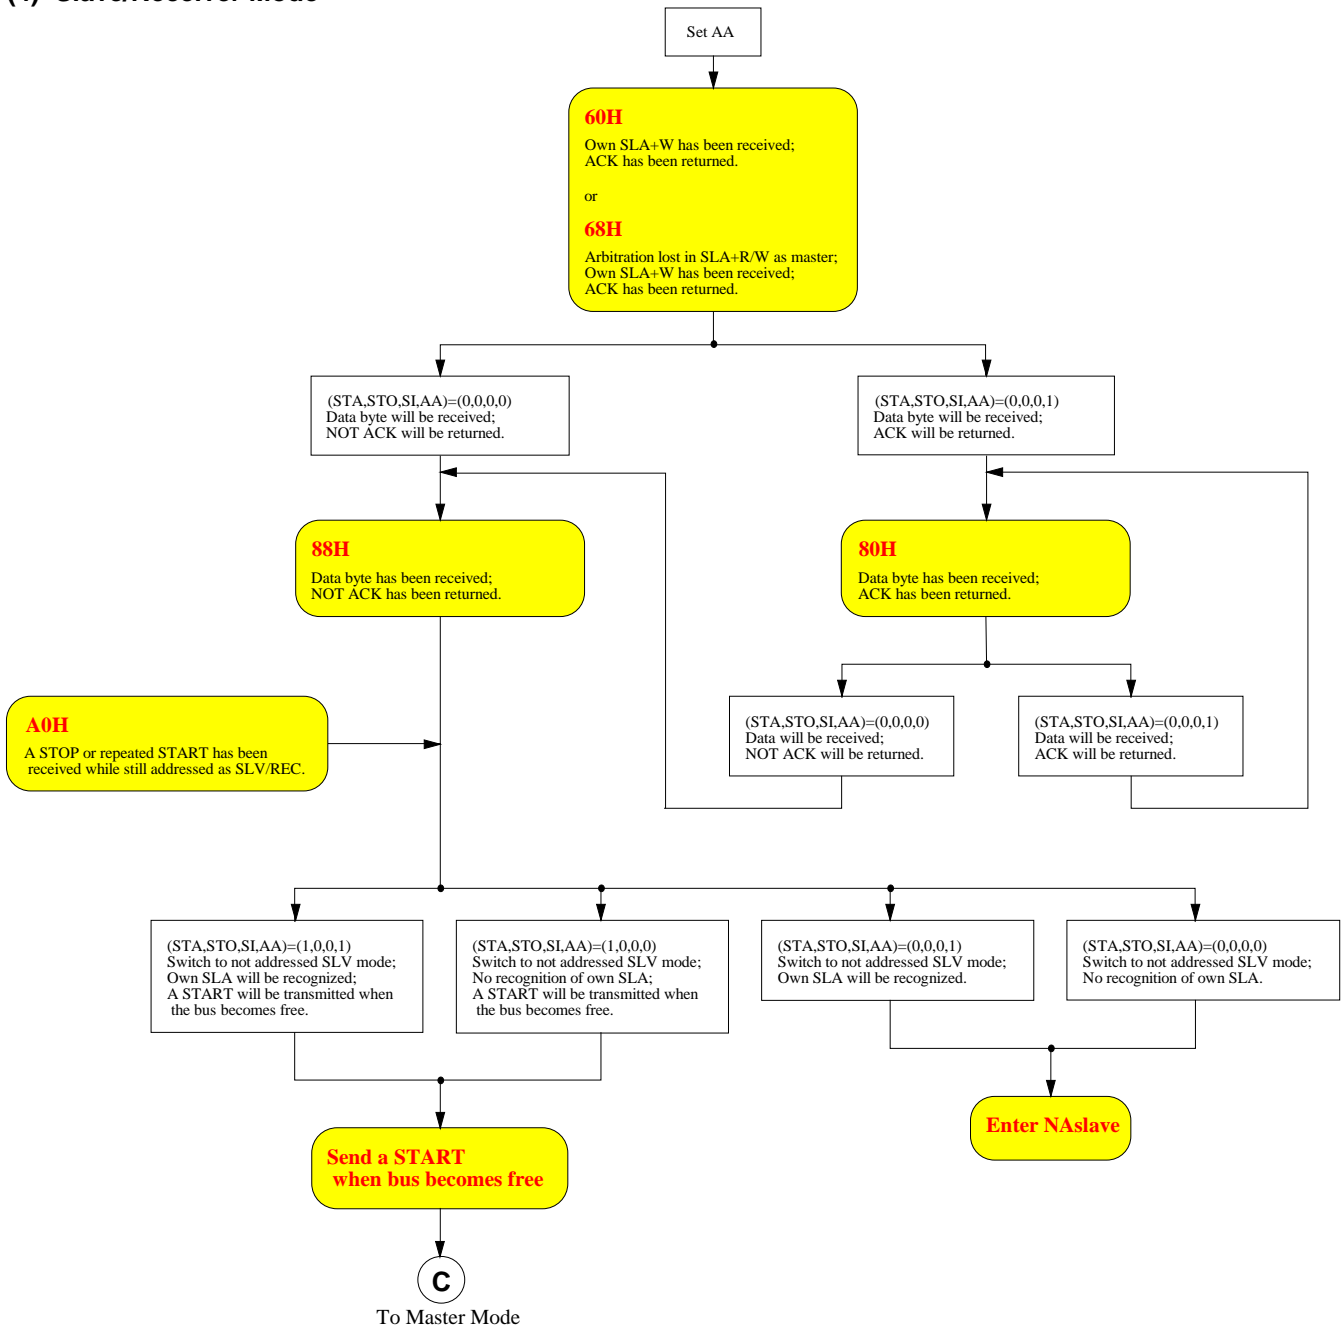 (4) Slave/Receiver Mode
Set AA
60H
Own SLA+W has been received;
ACK has been returned.
or
68H
Arbitration lost in SLA+R/W as master;
Own SLA+W has been received;
ACK has been returned.
(STA,STO,SI,AA)=(0,0,0,0)
Data byte will be received;
NOT ACK will be returned.
(STA,STO,SI,AA)=(0,0,0,1)
Data byte will be received;
ACK will be returned.
88H
Data byte has been received;
NOT ACK has been returned.
80H
Data byte has been received;
ACK has been returned.
(STA,STO,SI,AA)=(0,0,0,0)
Data will be received;
NOT ACK will be returned.
(STA,STO,SI,AA)=(0,0,0,1)
Data will be received;
ACK will be returned.
A0H
A STOP or repeated START has been
received while still addressed as SLV/REC.
(STA,STO,SI,AA)=(1,0,0,1)
Switch to not addressed SLV mode;
Own SLA will be recognized;
A START will be transmitted when
the bus becomes free.
(STA,STO,SI,AA)=(1,0,0,0)
Switch to not addressed SLV mode;
No recognition of own SLA;
A START will be transmitted when
the bus becomes free.
(STA,STO,SI,AA)=(0,0,0,1)
Switch to not addressed SLV mode;
Own SLA will be recognized.
(STA,STO,SI,AA)=(0,0,0,0)
Switch to not addressed SLV mode;
No recognition of own SLA.
Enter NAslave
Send a START
when bus becomes free
C
To Master Mode